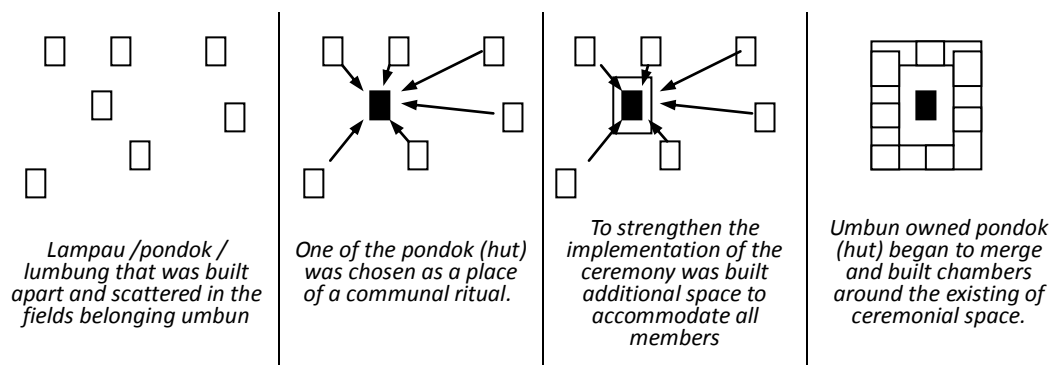 Lampau /pondok /
lumbung that was built
apart and scattered in the
fields belonging umbun
One of the pondok (hut)
was chosen as a place
of a communal ritual.
To strengthen the
implementation of the
ceremony was built
additional space to
accommodate all
members
Umbun owned pondok
(hut) began to merge
and built chambers
around the existing of
ceremonial space.